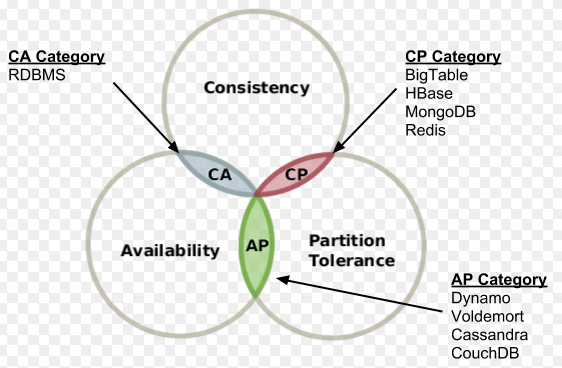 CA Category
RDBMS
CP Category
BigTable
HBase
MongoDB
Redis
Consistency
CA
CP
Availability
AP
Partition
Tolerance
AP Category
Dynamo
Voldemort
Cassandra
CouchDB